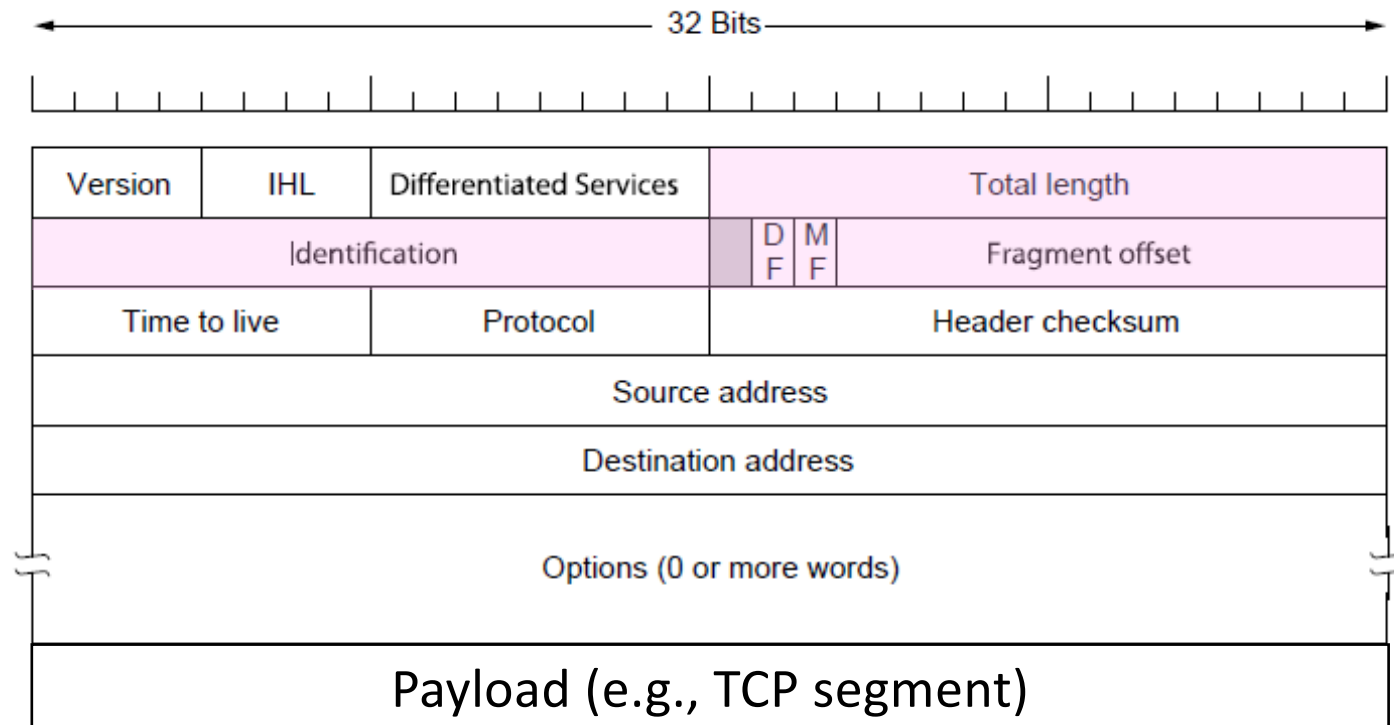 32 Bits
Version IHL Differentiated Services Total length
Identification D F M F Fragment offset
Time to live Protocol Header checksum
Source address
Destination address
Options (0 or more words)
Payload (e.g., TCP segment)